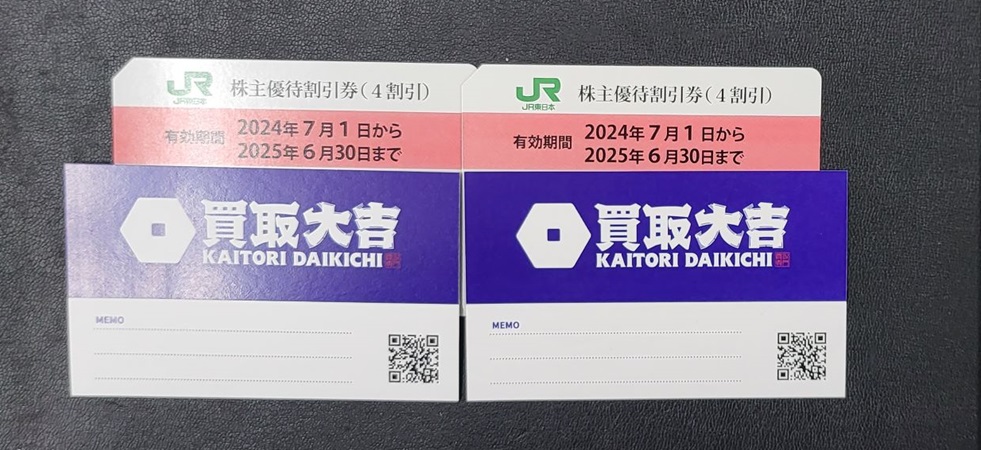 JR
JR東日本
株主優待割引券(4割引)
有効期間
2024年7月1日から
2025年6月30日まで
買取大吉
KAITORI DAIKICHI
MEMO
JR
JR東日本
株主優待割引券(4割引)
有効期間
2024年7月1日から
2025年6月30日まで
買取大吉
KAITORI DAIKICHI
MEMO